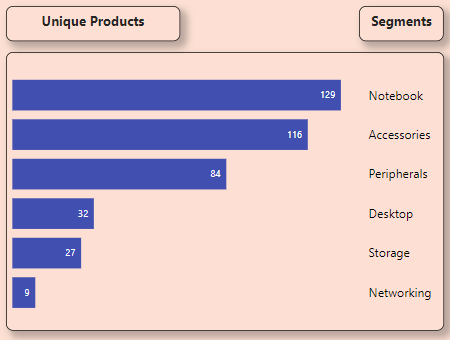 Unique Products
Segments
129 Notebook
116 Accessories
84 Peripherals
32 Desktop
27 Storage
9 Networking